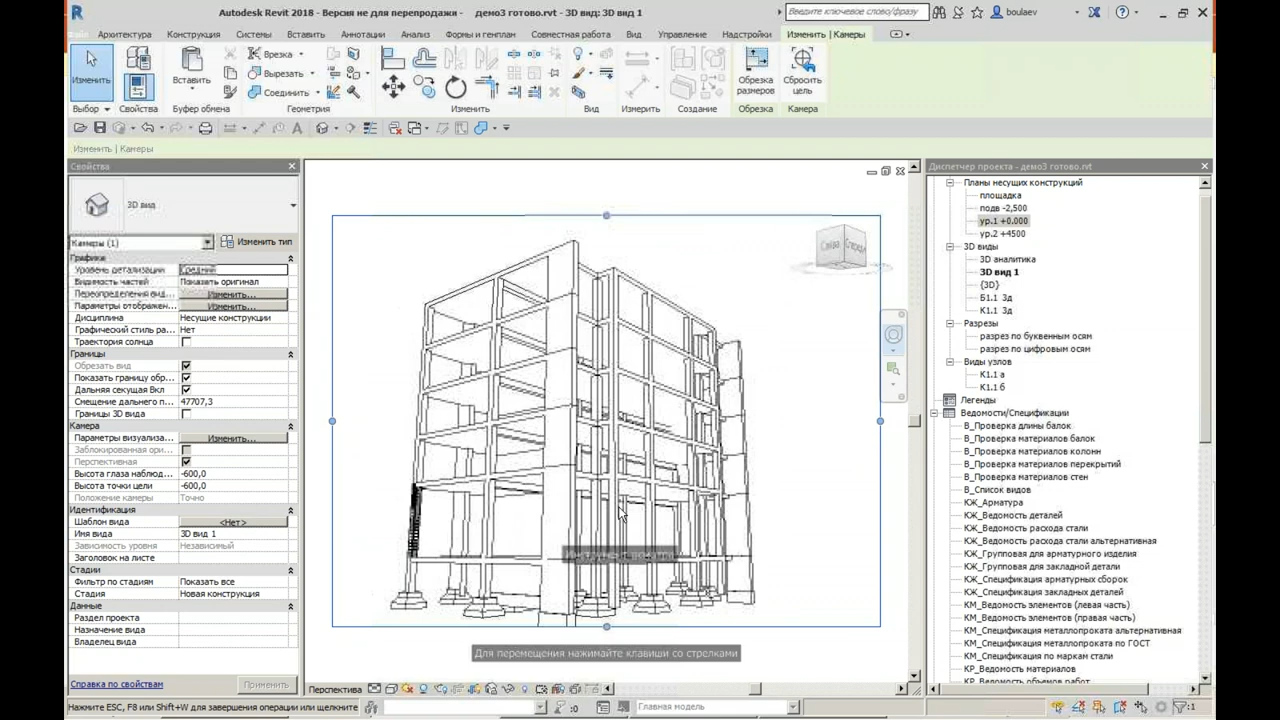 Autodesk Revit 2018 - Версия не для перепродажи - демо3 готово.rvt - 3D вид: 3D вид 1
Введите ключевое слово/фразу
boulaev
Архитектура Конструкция Системы Вставить Аннотации Анализ Формы и генплан Совместная работа Вид Управление Надстройки Изменить | Камеры
Изменить
Вставить
Врезка
Вырезать
Соединить
Обрезка размеров
Сбросить цель
Выбор Свойства Буфер обмена Геометрия Изменить Вид Измерить Создание Обрезка Камера
Изменить | Камеры
Свойства
3D вид
Камеры (1) Изменить тип
Графика
Уровень детализации Средний
Видимость частей Показать оригинал
Переопределения вид... Изменить...
Параметры отображен... Изменить...
Дисциплина Несущие конструкции
Графический стиль ра... Нет
Траектория солнца
Границы
Обрезать вид
Показать границу обр...
Дальняя секущая Вкл
Смещение дальнего п... 47707,3
Границы 3D вида
Камера
Параметры визуализа... Изменить...
Заблокированная ори...
Перспективная
Высота глаза наблюд... -600,0
Высота точки цели -600,0
Положение камеры Точно
Идентификация
Шаблон вида <Нет>
Имя вида 3D вид 1
Зависимость уровня Независимый
Заголовок на листе
Стадии
Фильтр по стадиям Показать все
Стадия Новая конструкция
Данные
Раздел проекта
Назначение вида
Владелец вида
Справка по свойствам Применить
Слева Спереди
Для перемещения нажимайте клавиши со стрелками
Перспектива
Диспетчер проекта - демо3 готово.rvt
Планы несущих конструкций
площадка
подв -2,500
ур.1 +0.000
ур.2 +4500
3D виды
3D аналитика
3D вид 1
{3D}
Б1.1 3д
К1.1 3д
Разрезы
разрез по буквенным осям
разрез по цифровым осям
Виды узлов
К1.1 а
К1.1 б
Легенды
Ведомости/Спецификации
В_Проверка длины балок
В_Проверка материалов балок
В_Проверка материалов колонн
В_Проверка материалов перекрытий
В_Проверка материалов стен
В_Список видов
КЖ_Арматура
КЖ_Ведомость деталей
КЖ_Ведомость расхода стали
КЖ_Ведомость расхода стали альтернативная
КЖ_Групповая для арматурного изделия
КЖ_Групповая для закладной детали
КЖ_Спецификация арматурных сборок
КЖ_Спецификация закладных деталей
КМ_Ведомость элементов (левая часть)
КМ_Ведомость элементов (правая часть)
КМ_Спецификация металлопроката альтернативная
КМ_Спецификация металлопроката по ГОСТ
КМ_Спецификация по маркам стали
КР_Ведомость материалов
КР_Ведомость объемов работ
Нажмите ESC, F8 или Shift+W для завершения операции или щелкните
:0
Главная модель
:1